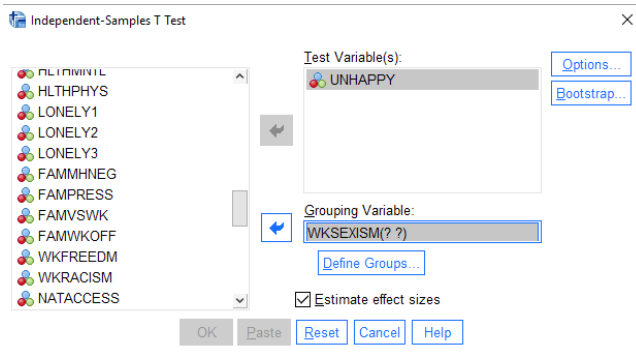 Independent-Samples T Test
HLTHMNTL
HLTHPHYS
LONELY1
LONELY2
LONELY3
FAMMHNEG
FAMPRESS
FAMVSWK
FAMWKOFF
WKFREEDM
WKRACISM
NATACCESS
Test Variable(s):
UNHAPPY
Options...
Bootstrap...
Grouping Variable:
WKSEXISM(? ?)
Define Groups...
Estimate effect sizes
OK Paste Reset Cancel Help